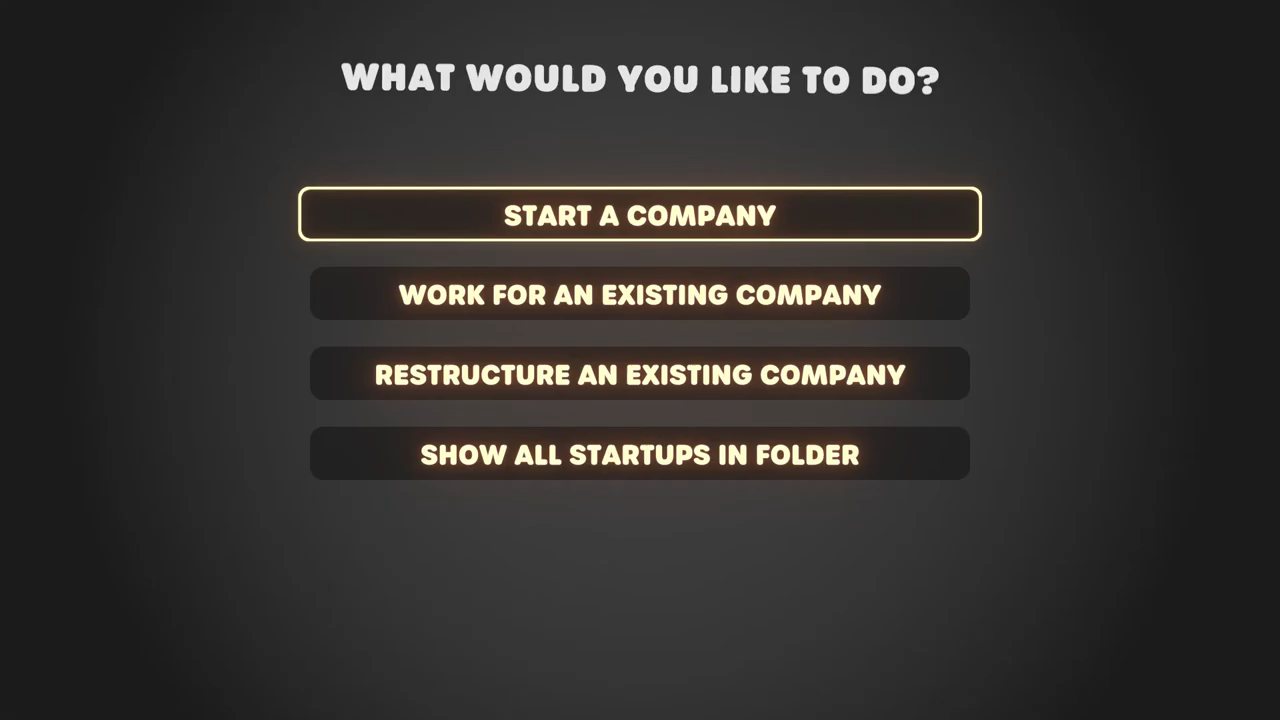 WHAT WOULD YOU LIKE TO DO?
START A COMPANY
WORK FOR AN EXISTING COMPANY
RESTRUCTURE AN EXISTING COMPANY
SHOW ALL STARTUPS IN FOLDER